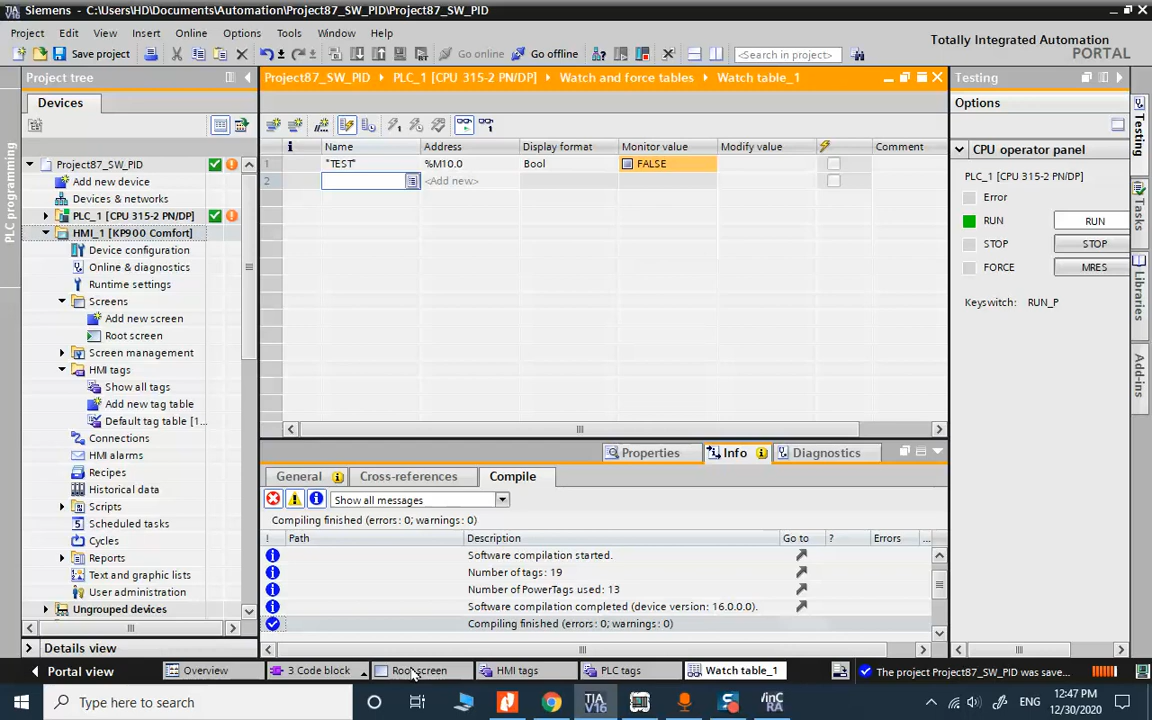 Siemens - C:\Users\HD\Documents\Automation\Project87_SW_PID\Project87_SW_PID
Project Edit View Insert Online Options Tools Window Help
Totally Integrated Automation
PORTAL
Save project
Go online
Go offline
<Search in project>
Project tree
Project87_SW_PID PLC_1 [CPU 315-2 PN/DP] Watch and force tables Watch table_1
Testing
Devices
Options
PLC programming
Project87_SW_PID
Add new device
Devices & networks
PLC_1 [CPU 315-2 PN/DP]
HMI_1 [KP900 Comfort]
Device configuration
Online & diagnostics
Runtime settings
Screens
Add new screen
Root screen
Screen management
HMI tags
Show all tags
Add new tag table
Default tag table [1...
Connections
HMI alarms
Recipes
Historical data
Scripts
Scheduled tasks
Cycles
Reports
Text and graphic lists
User administration
Ungrouped devices
Details view
i Name Address Display format Monitor value Modify value Comment
1 "TEST" %M10.0 Bool FALSE
2 <Add new>
CPU operator panel
PLC_1 [CPU 315-2 PN/DP]
Error
RUN RUN
STOP STOP
FORCE MRES
Keyswitch: RUN_P
Testing
Tasks
Libraries
Add-ins
Properties Info Diagnostics
General Cross-references Compile
Show all messages
Compiling finished (errors: 0; warnings: 0)
! Path Description Go to ? Errors ...
Software compilation started.
Number of tags: 19
Number of PowerTags used: 13
Software compilation completed (device version: 16.0.0.0).
Compiling finished (errors: 0; warnings: 0)
Portal view Overview 3 Code block Root screen HMI tags PLC tags Watch table_1 The project Project87_SW_PID was save...
Type here to search
ENG
12:47 PM
12/30/2020